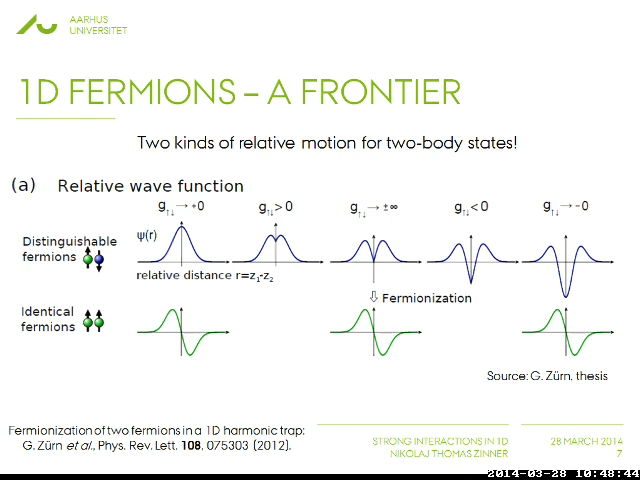 AARHUS
UNIVERSITET
1D FERMIONS – A FRONTIER
Two kinds of relative motion for two-body states!
(a) Relative wave function
g↑↓→+0 g↑↓>0 g↑↓→±∞ g↑↓<0 g↑↓→−0
Distinguishable
fermions
ψ(r)
relative distance r=z1-z2
Fermionization
Identical
fermions
Source: G. Zürn, thesis
Fermionization of two fermions in a 1D harmonic trap:
G. Zürn et al., Phys. Rev. Lett. 108, 075303 (2012).
STRONG INTERACTIONS IN 1D
NIKOLAJ THOMAS ZINNER
28 MARCH 2014
7
2014-03-28 10:48:44